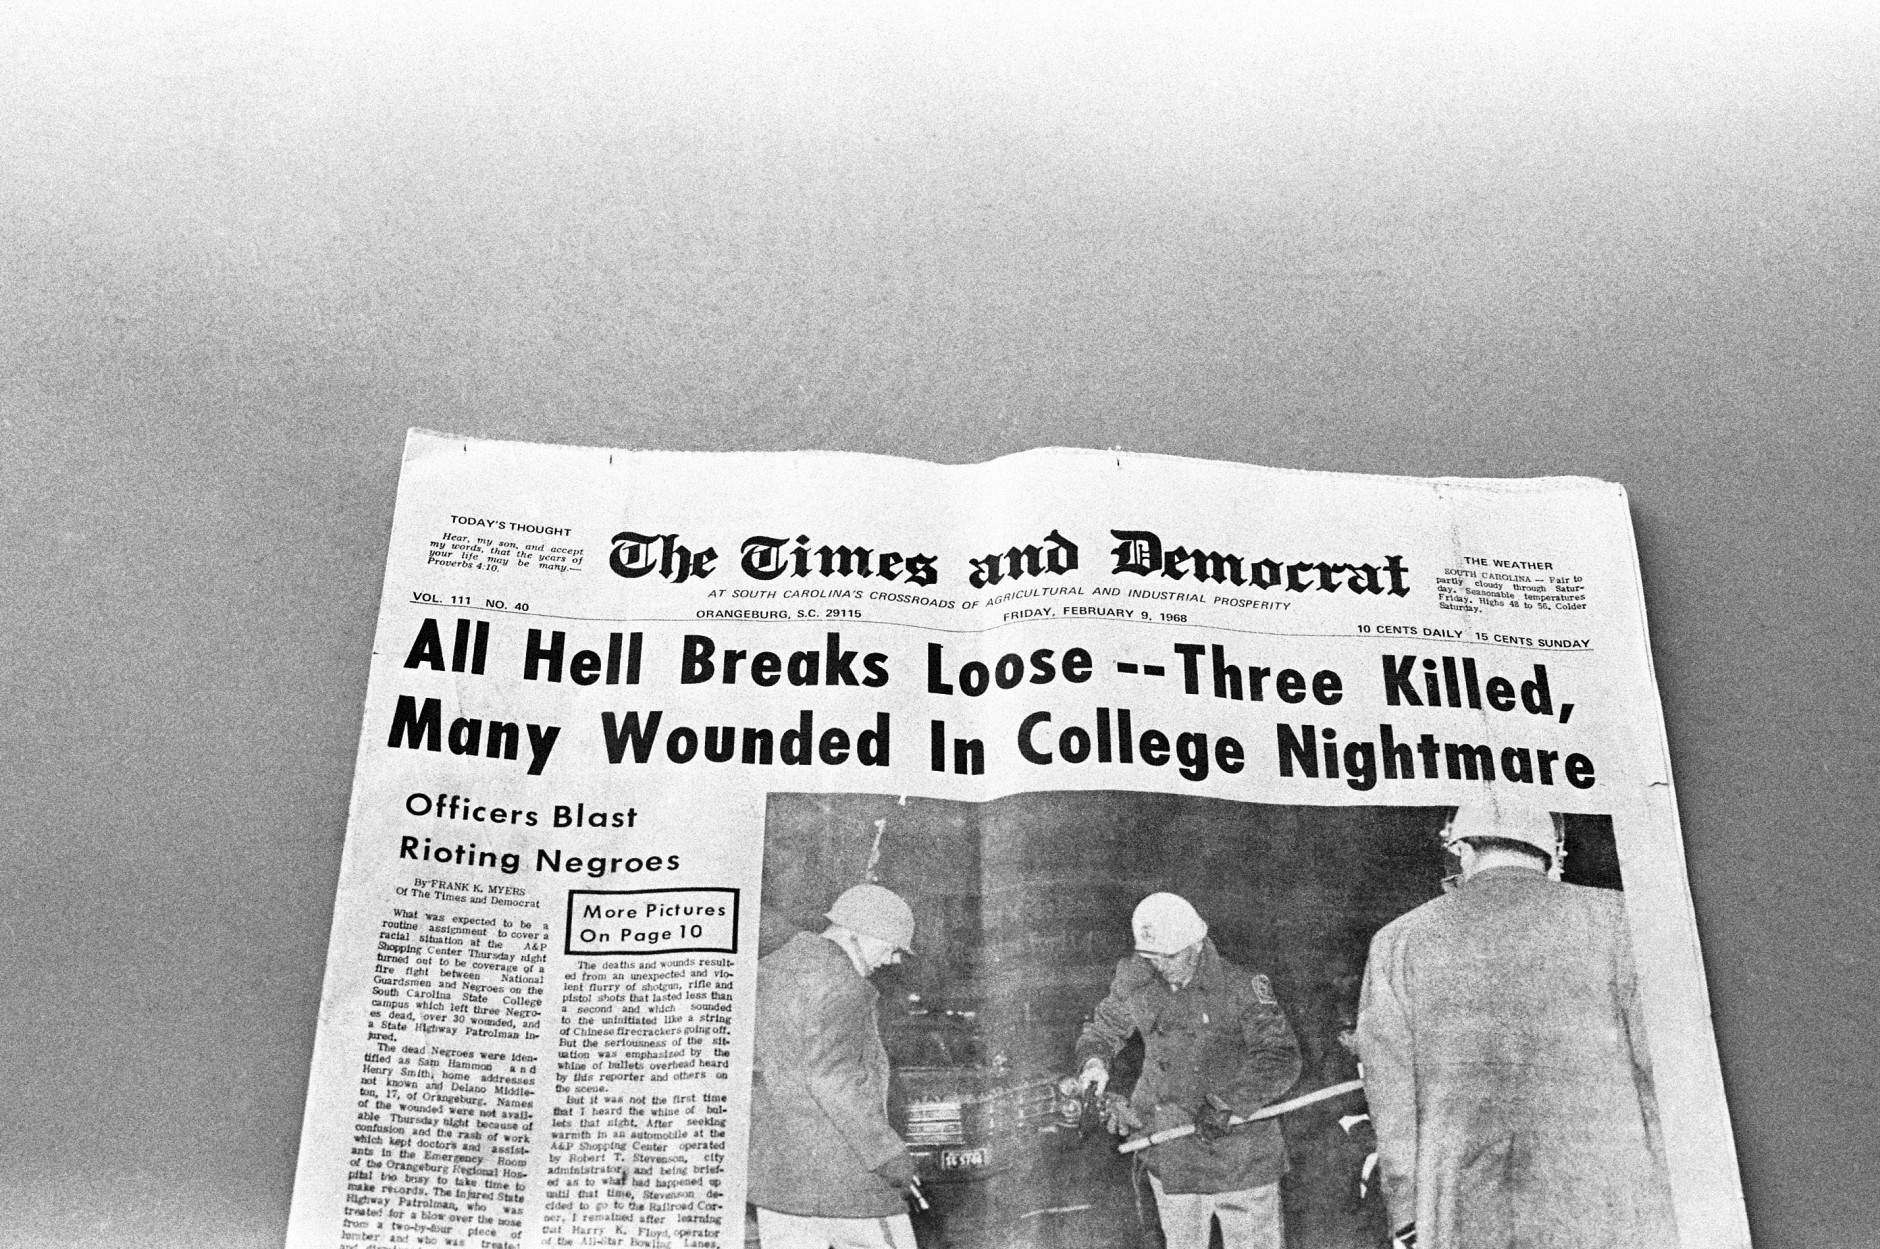 TODAY'S THOUGHT
Hear, my son, and accept
my words, that the years of
your life may be many.—
Proverbs 4:10.
The Times and Democrat
THE WEATHER
SOUTH CAROLINA — Fair to
partly cloudy through Satur-
day. Seasonable temperatures
Friday. Highs 48 to 56. Colder
Saturday.
AT SOUTH CAROLINA'S CROSSROADS OF AGRICULTURAL AND INDUSTRIAL PROSPERITY
VOL. 111 NO. 40
ORANGEBURG, S.C. 29115
FRIDAY, FEBRUARY 9, 1968
10 CENTS DAILY 15 CENTS SUNDAY
All Hell Breaks Loose --Three Killed,
Many Wounded In College Nightmare
Officers Blast
Rioting Negroes
By FRANK K. MYERS
Of The Times and Democrat
What was expected to be a
routine assignment to cover a
racial situation at the A&P
Shopping Center Thursday night
turned out to be coverage of a
fire fight between National
Guardsmen and Negroes on the
South Carolina State College
campus which left three Negro-
es dead, over 30 wounded, and
a State Highway Patrolman in-
jured.
The dead Negroes were iden-
tified as Sam Hammon and
Henry Smith, home addresses
not known and Delano Middle-
ton, 17, of Orangeburg. Names
of the wounded were not avail-
able Thursday night because of
confusion and the rash of work
which kept doctors and assist-
ants in the Emergency Room
of the Orangeburg Regional Hos-
pital too busy to take time to
make records. The injured State
Highway Patrolman, who was
treated for a blow over the nose
from a two-by-four piece of
lumber and who was treated
More Pictures
On Page 10
The deaths and wounds result-
ed from an unexpected and vio-
lent flurry of shotgun, rifle and
pistol shots that lasted less than
a second and which sounded
to the uninitiated like a string
of Chinese firecrackers going off.
But the seriousness of the sit-
uation was emphasized by the
whine of bullets overhead heard
by this reporter and others on
the scene.
But it was not the first time
that I heard the whine of bul-
lets that night. After seeking
warmth in an automobile at the
A&P Shopping Center operated
by Robert T. Stevenson, city
administrator, and being brief-
ed as to what had happened up
until that time, Stevenson de-
cided to go to the Railroad Cor-
ner. I remained after learning
that Harry K. Floyd, operator
of the All-Star Bowling Lanes,